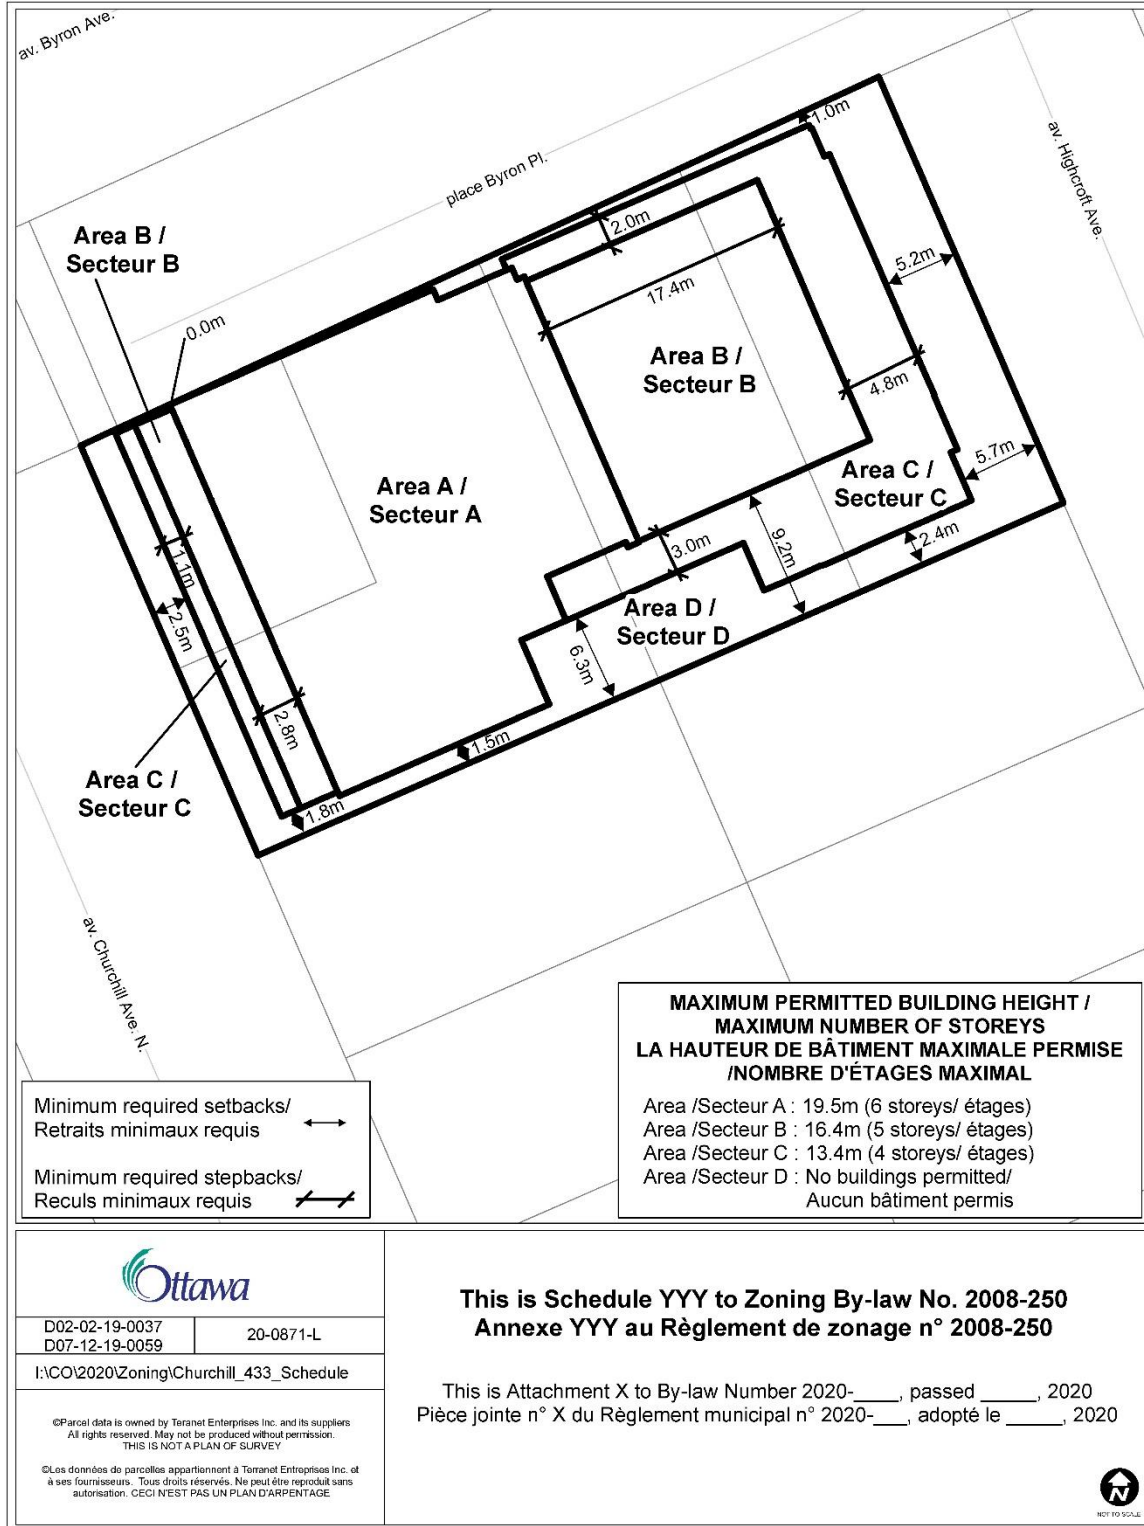 av. Byron Ave.
place Byron Pl.
av. Highcroft Ave.
Area B /
Secteur B
0.0m
1.0m
2.0m
17.4m
5.2m
Area B /
Secteur B
4.8m
Area A /
Secteur A
Area C /
Secteur C
5.7m
9.2m
2.4m
3.0m
1.1m
2.5m
Area D /
Secteur D
6.3m
2.8m
1.5m
1.8m
Area C /
Secteur C
av. Churchill Ave. N.
MAXIMUM PERMITTED BUILDING HEIGHT /
MAXIMUM NUMBER OF STOREYS
LA HAUTEUR DE BÂTIMENT MAXIMALE PERMISE
/NOMBRE D'ÉTAGES MAXIMAL
Area /Secteur A : 19.5m (6 storeys/ étages)
Area /Secteur B : 16.4m (5 storeys/ étages)
Area /Secteur C : 13.4m (4 storeys/ étages)
Area /Secteur D : No buildings permitted/
Aucun bâtiment permis
Minimum required setbacks/
Retraits minimaux requis
Minimum required stepbacks/
Reculs minimaux requis
Ottawa
D02-02-19-0037
D07-12-19-0059
20-0871-L
I:\CO\2020\Zoning\Churchill_433_Schedule
©Parcel data is owned by Teranet Enterprises Inc. and its suppliers
All rights reserved. May not be produced without permission.
THIS IS NOT A PLAN OF SURVEY
©Les données de parcelles appartiennent à Terranet Entreprises Inc. et
à ses fournisseurs. Tous droits réservés. Ne peut être reproduit sans
autorisation. CECI N'EST PAS UN PLAN D'ARPENTAGE
This is Schedule YYY to Zoning By-law No. 2008-250
Annexe YYY au Règlement de zonage n° 2008-250
This is Attachment X to By-law Number 2020-____, passed _____, 2020
Pièce jointe n° X du Règlement municipal n° 2020-___, adopté le _____, 2020
N
NOT TO SCALE